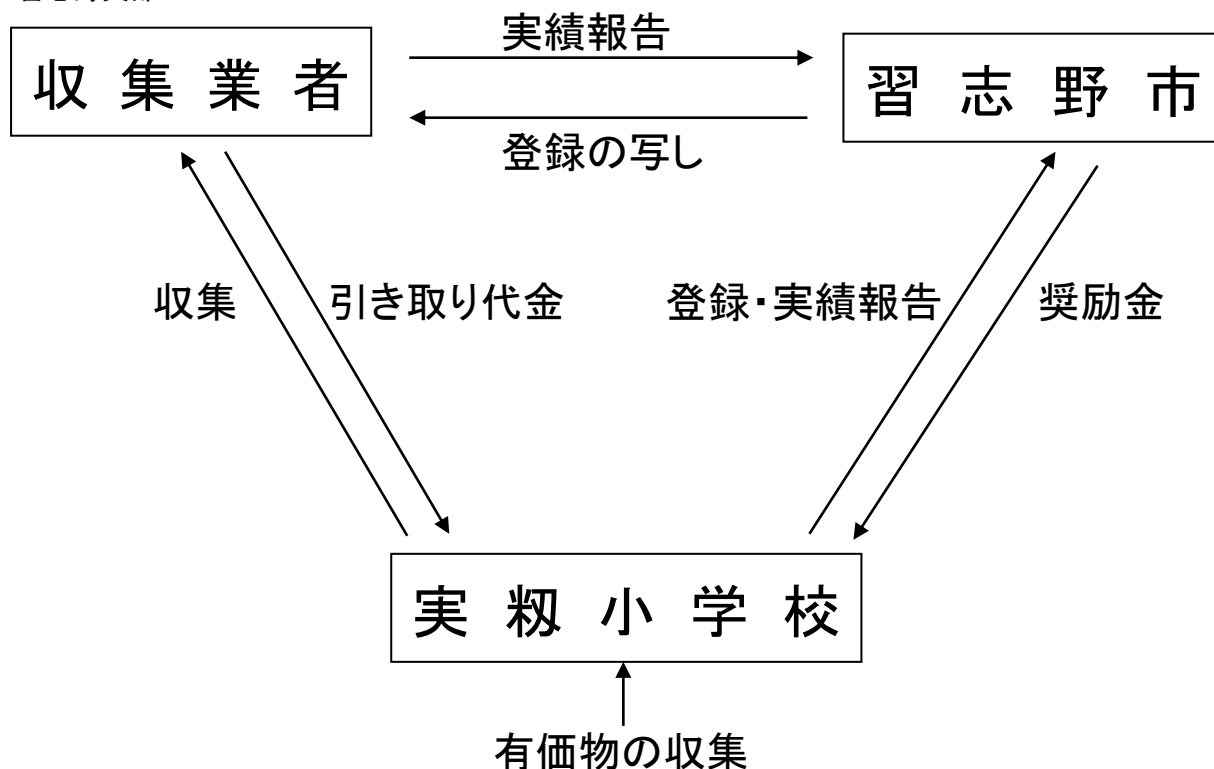 実績報告
収集業者
習志野市
登録の写し
収集
引き取り代金
登録・実績報告
奨励金
実籾小学校
有価物の収集